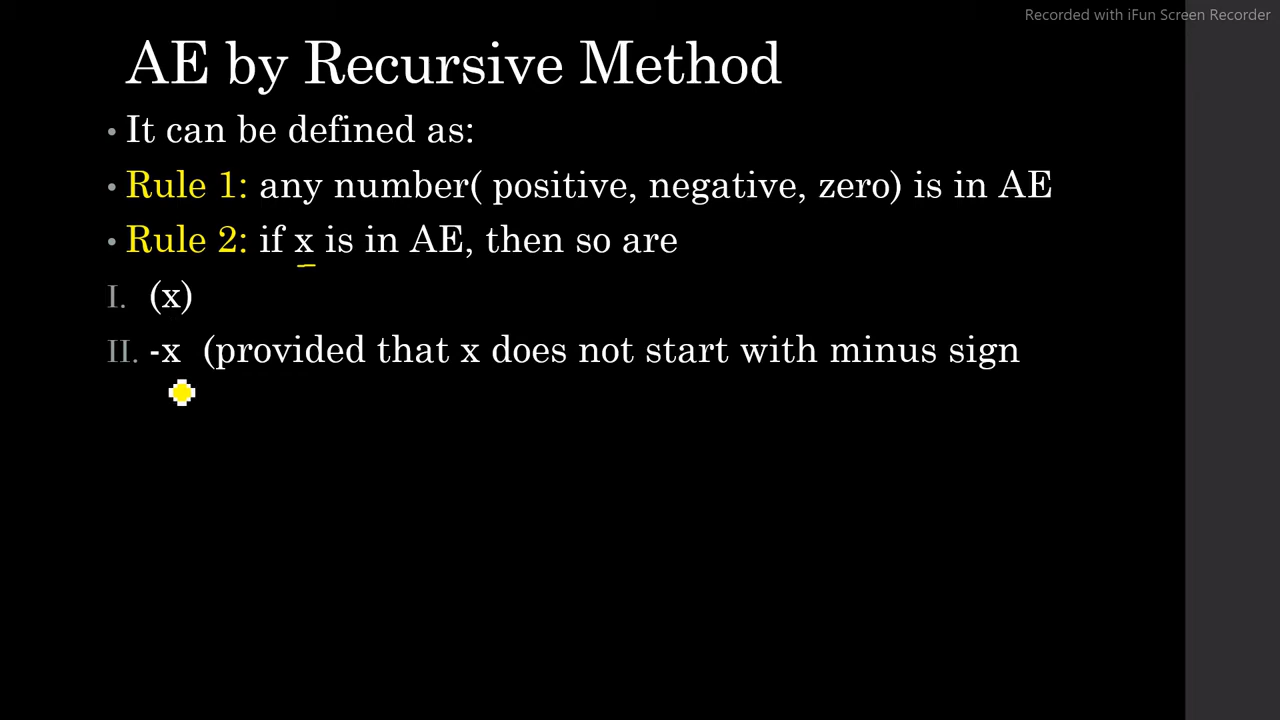 Recorded with iFun Screen Recorder
AE by Recursive Method
• It can be defined as:
• Rule 1: any number( positive, negative, zero) is in AE
• Rule 2: if x is in AE, then so are
I. (x)
II. -x (provided that x does not start with minus sign